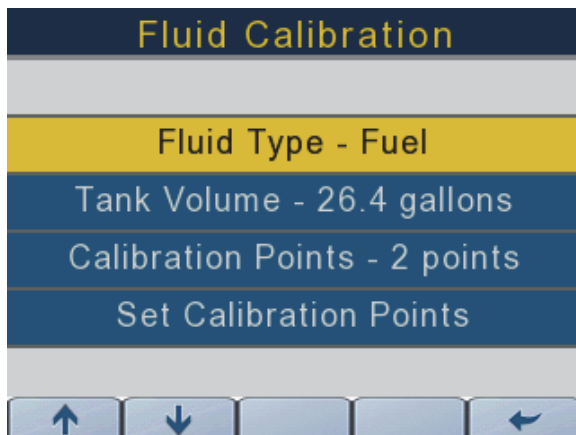 Fluid Calibration
Fluid Type - Fuel
Tank Volume - 26.4 gallons
Calibration Points - 2 points
Set Calibration Points